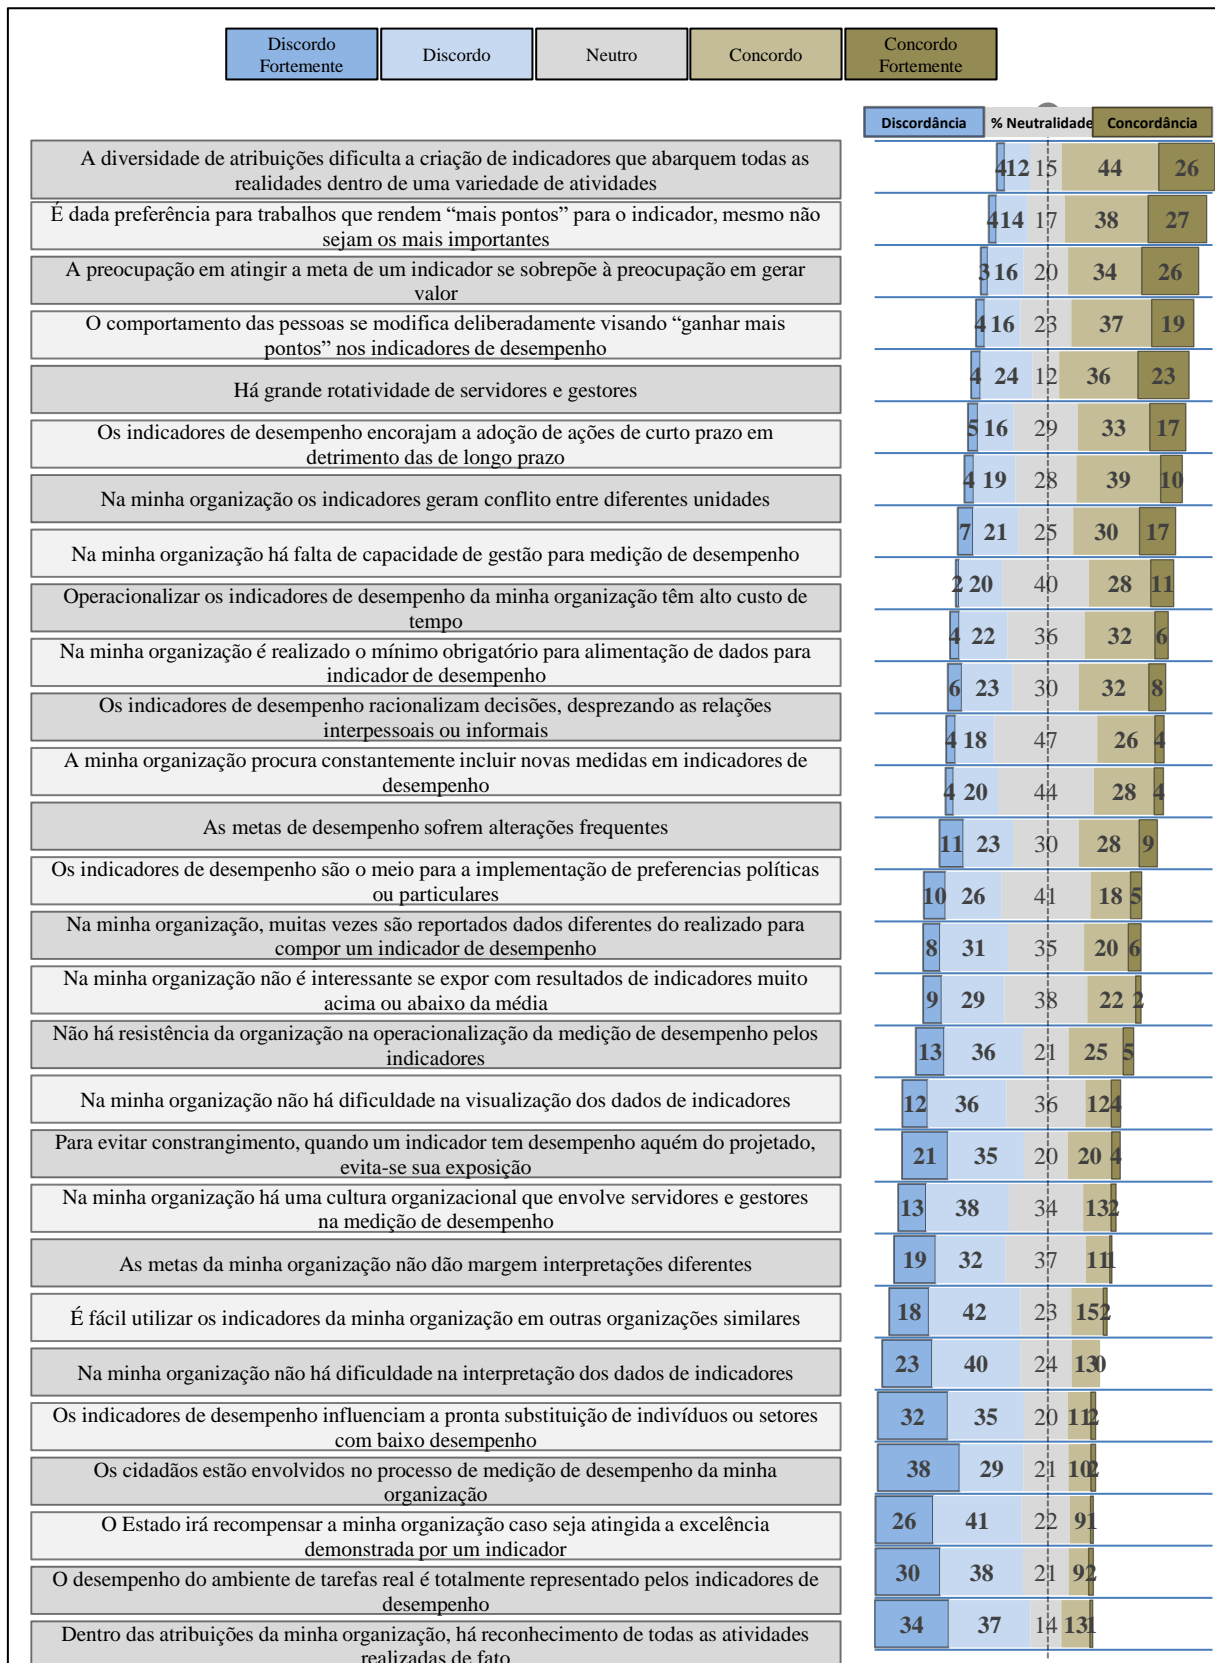 Discordo
Fortemente
Discordo
Neutro
Concordo
Concordo
Fortemente
Discordância
% Neutralidade
Concordância
A diversidade de atribuições dificulta a criação de indicadores que abarquem todas as
realidades dentro de uma variedade de atividades
4 12 15 44 26
É dada preferência para trabalhos que rendem “mais pontos” para o indicador, mesmo não
sejam os mais importantes
4 14 17 38 27
A preocupação em atingir a meta de um indicador se sobrepõe à preocupação em gerar
valor
3 16 20 34 26
O comportamento das pessoas se modifica deliberadamente visando “ganhar mais
pontos” nos indicadores de desempenho
4 16 23 37 19
Há grande rotatividade de servidores e gestores
4 24 12 36 23
Os indicadores de desempenho encorajam a adoção de ações de curto prazo em
detrimento das de longo prazo
5 16 29 33 17
Na minha organização os indicadores geram conflito entre diferentes unidades
4 19 28 39 10
Na minha organização há falta de capacidade de gestão para medição de desempenho
7 21 25 30 17
Operacionalizar os indicadores de desempenho da minha organização têm alto custo de
tempo
2 20 40 28 11
Na minha organização é realizado o mínimo obrigatório para alimentação de dados para
indicador de desempenho
4 22 36 32 6
Os indicadores de desempenho racionalizam decisões, desprezando as relações
interpessoais ou informais
6 23 30 32 8
A minha organização procura constantemente incluir novas medidas em indicadores de
desempenho
4 18 47 26 4
As metas de desempenho sofrem alterações frequentes
4 20 44 28 4
Os indicadores de desempenho são o meio para a implementação de preferencias políticas
ou particulares
11 23 30 28 9
Na minha organização, muitas vezes são reportados dados diferentes do realizado para
compor um indicador de desempenho
10 26 41 18 5
Na minha organização não é interessante se expor com resultados de indicadores muito
acima ou abaixo da média
8 31 35 20 6
Não há resistência da organização na operacionalização da medição de desempenho pelos
indicadores
9 29 38 22 2
Na minha organização não há dificuldade na visualização dos dados de indicadores
13 36 21 25 5
Para evitar constrangimento, quando um indicador tem desempenho aquém do projetado,
evita-se sua exposição
12 36 36 12 4
Na minha organização há uma cultura organizacional que envolve servidores e gestores
na medição de desempenho
21 35 20 20 4
As metas da minha organização não dão margem interpretações diferentes
13 38 34 13 2
É fácil utilizar os indicadores da minha organização em outras organizações similares
19 32 37 11 1
Na minha organização não há dificuldade na interpretação dos dados de indicadores
18 42 23 15 2
Os indicadores de desempenho influenciam a pronta substituição de indivíduos ou setores
com baixo desempenho
23 40 24 13 0
Os cidadãos estão envolvidos no processo de medição de desempenho da minha
organização
32 35 20 11 2
O Estado irá recompensar a minha organização caso seja atingida a excelência
demonstrada por um indicador
38 29 21 10 2
O desempenho do ambiente de tarefas real é totalmente representado pelos indicadores de
desempenho
26 41 22 9 1
Dentro das atribuições da minha organização, há reconhecimento de todas as atividades
realizadas de fato
30 38 21 9 2
34 37 14 13 1